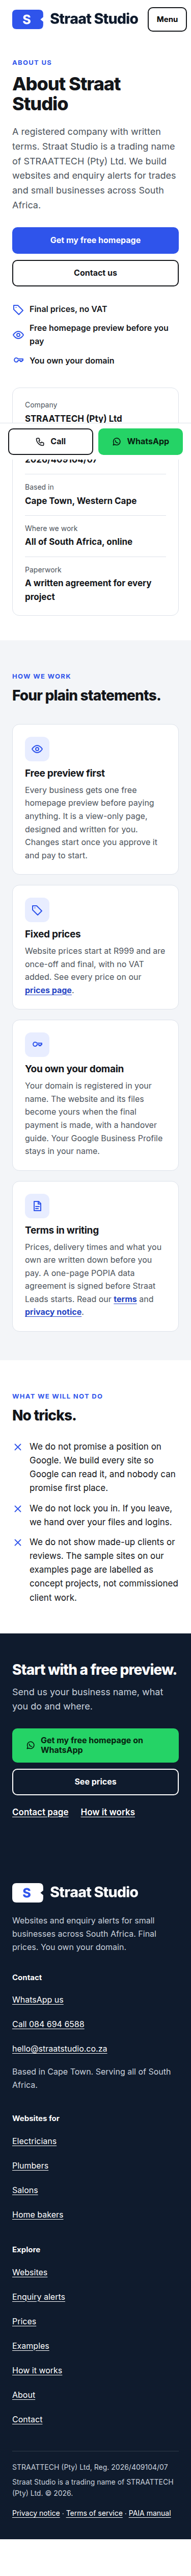 S Straat Studio
Menu
ABOUT US
About Straat
Studio
A registered company with written
terms. Straat Studio is a trading name
of STRAATTECH (Pty) Ltd. We build
websites and enquiry alerts for trades
and small businesses across South
Africa.
Get my free homepage
Contact us
Final prices, no VAT
Free homepage preview before you
pay
You own your domain
Company
STRAATTECH (Pty) Ltd
Call
WhatsApp
2026/409104/07
Based in
Cape Town, Western Cape
Where we work
All of South Africa, online
Paperwork
A written agreement for every
project
HOW WE WORK
Four plain statements.
Free preview first
Every business gets one free
homepage preview before paying
anything. It is a view-only page,
designed and written for you.
Changes start once you approve it
and pay to start.
Fixed prices
Website prices start at R999 and are
once-off and final, with no VAT
added. See every price on our
prices page.
You own your domain
Your domain is registered in your
name. The website and its files
become yours when the final
payment is made, with a handover
guide. Your Google Business Profile
stays in your name.
Terms in writing
Prices, delivery times and what you
own are written down before you
pay. A one-page POPIA data
agreement is signed before Straat
Leads starts. Read our terms and
privacy notice.
WHAT WE WILL NOT DO
No tricks.
We do not promise a position on
Google. We build every site so
Google can read it, and nobody can
promise first place.
We do not lock you in. If you leave,
we hand over your files and logins.
We do not show made-up clients or
reviews. The sample sites on our
examples page are labelled as
concept projects, not commissioned
client work.
Start with a free preview.
Send us your business name, what
you do and where.
Get my free homepage on
WhatsApp
See prices
Contact page
How it works
S Straat Studio
Websites and enquiry alerts for small
businesses across South Africa. Final
prices. You own your domain.
Contact
WhatsApp us
Call 084 694 6588
hello@straatstudio.co.za
Based in Cape Town. Serving all of South
Africa.
Websites for
Electricians
Plumbers
Salons
Home bakers
Explore
Websites
Enquiry alerts
Prices
Examples
How it works
About
Contact
STRAATTECH (Pty) Ltd, Reg. 2026/409104/07
Straat Studio is a trading name of STRAATTECH
(Pty) Ltd. © 2026.
Privacy notice · Terms of service · PAIA manual